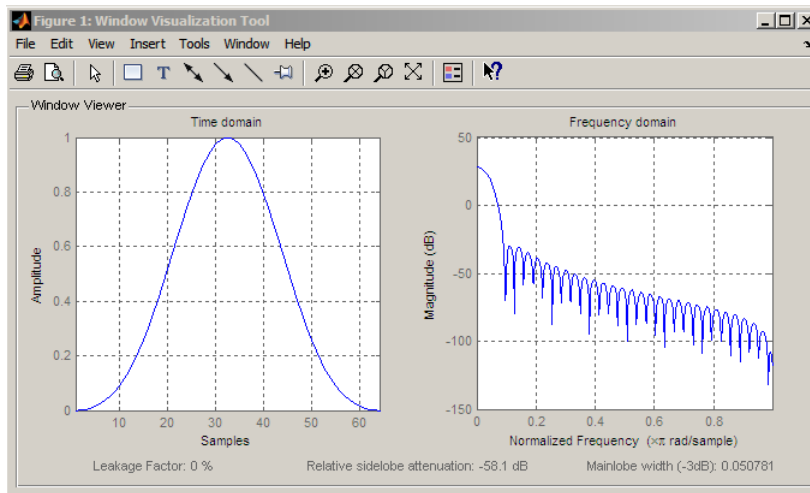 Figure 1: Window Visualization Tool
File Edit View Insert Tools Window Help
T
?
Window Viewer
Time domain
1
0.8
0.6
0.4
0.2
0
10 20 30 40 50 60
Amplitude
Samples
Frequency domain
50
0
-50
-100
-150
0 0.2 0.4 0.6 0.8
Magnitude (dB)
Normalized Frequency (×π rad/sample)
Leakage Factor: 0 % Relative sidelobe attenuation: -58.1 dB Mainlobe width (-3dB): 0.050781